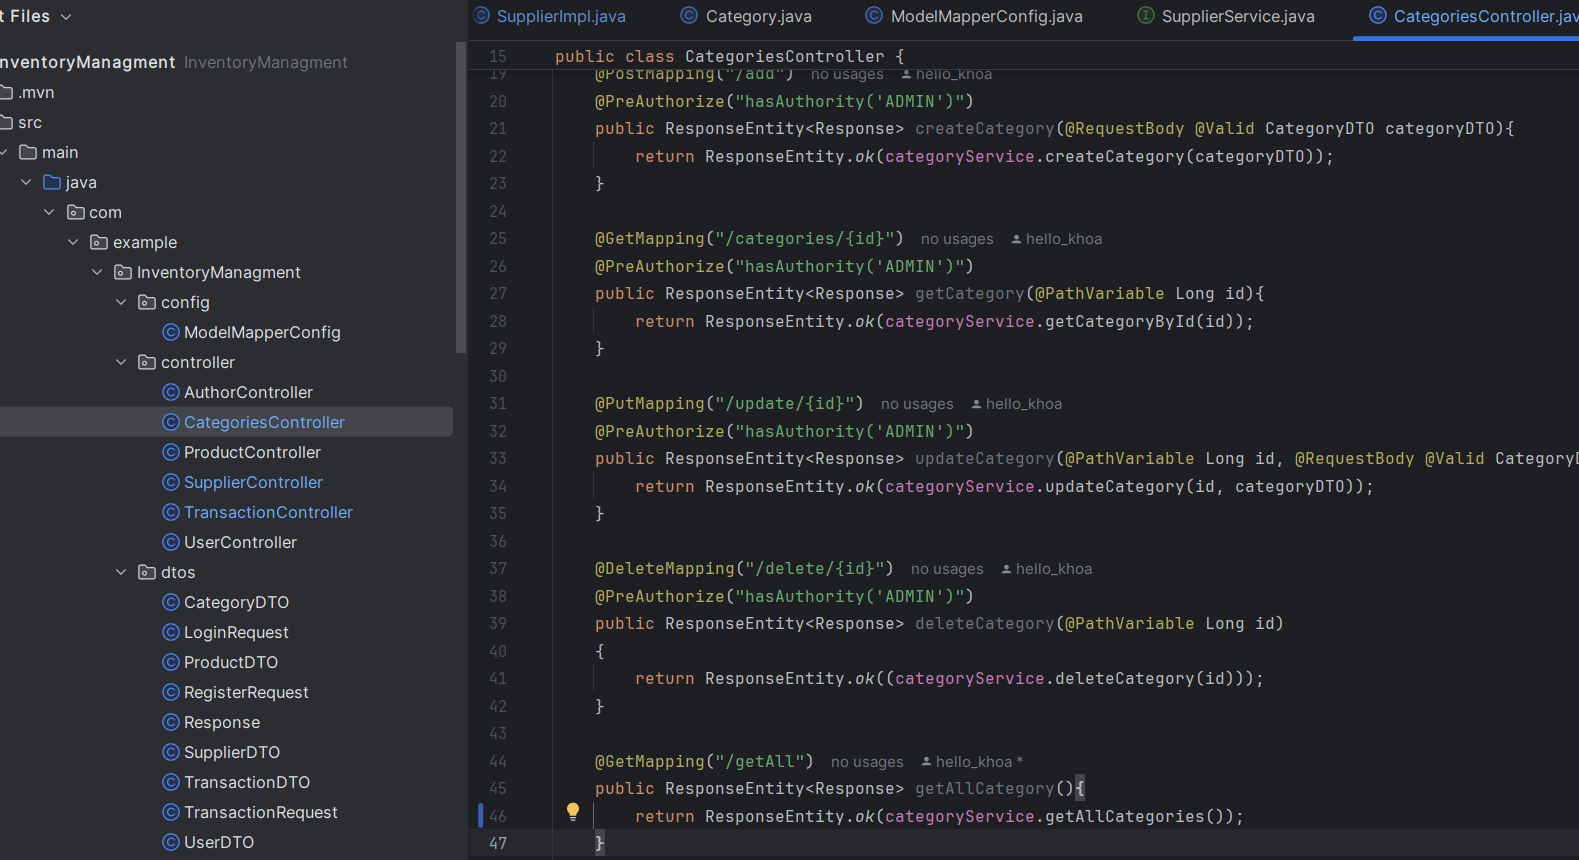 t Files
nventoryManagment InventoryManagment
.mvn
src
main
java
com
example
InventoryManagment
config
ModelMapperConfig
controller
AuthorController
CategoriesController
ProductController
SupplierController
TransactionController
UserController
dtos
CategoryDTO
LoginRequest
ProductDTO
RegisterRequest
Response
SupplierDTO
TransactionDTO
TransactionRequest
UserDTO
SupplierImpl.java Category.java ModelMapperConfig.java SupplierService.java CategoriesController.jav
15 public class CategoriesController {
19 @PostMapping("/add") no usages hello_khoa
20 @PreAuthorize("hasAuthority('ADMIN')")
21 public ResponseEntity<Response> createCategory(@RequestBody @Valid CategoryDTO categoryDTO){
22 return ResponseEntity.ok(categoryService.createCategory(categoryDTO));
23 }
24
25 @GetMapping("/categories/{id}") no usages hello_khoa
26 @PreAuthorize("hasAuthority('ADMIN')")
27 public ResponseEntity<Response> getCategory(@PathVariable Long id){
28 return ResponseEntity.ok(categoryService.getCategoryById(id));
29 }
30
31 @PutMapping("/update/{id}") no usages hello_khoa
32 @PreAuthorize("hasAuthority('ADMIN')")
33 public ResponseEntity<Response> updateCategory(@PathVariable Long id, @RequestBody @Valid CategoryD
34 return ResponseEntity.ok(categoryService.updateCategory(id, categoryDTO));
35 }
36
37 @DeleteMapping("/delete/{id}") no usages hello_khoa
38 @PreAuthorize("hasAuthority('ADMIN')")
39 public ResponseEntity<Response> deleteCategory(@PathVariable Long id)
40 {
41 return ResponseEntity.ok((categoryService.deleteCategory(id)));
42 }
43
44 @GetMapping("/getAll") no usages hello_khoa *
45 public ResponseEntity<Response> getAllCategory(){
46 return ResponseEntity.ok(categoryService.getAllCategories());
47 }